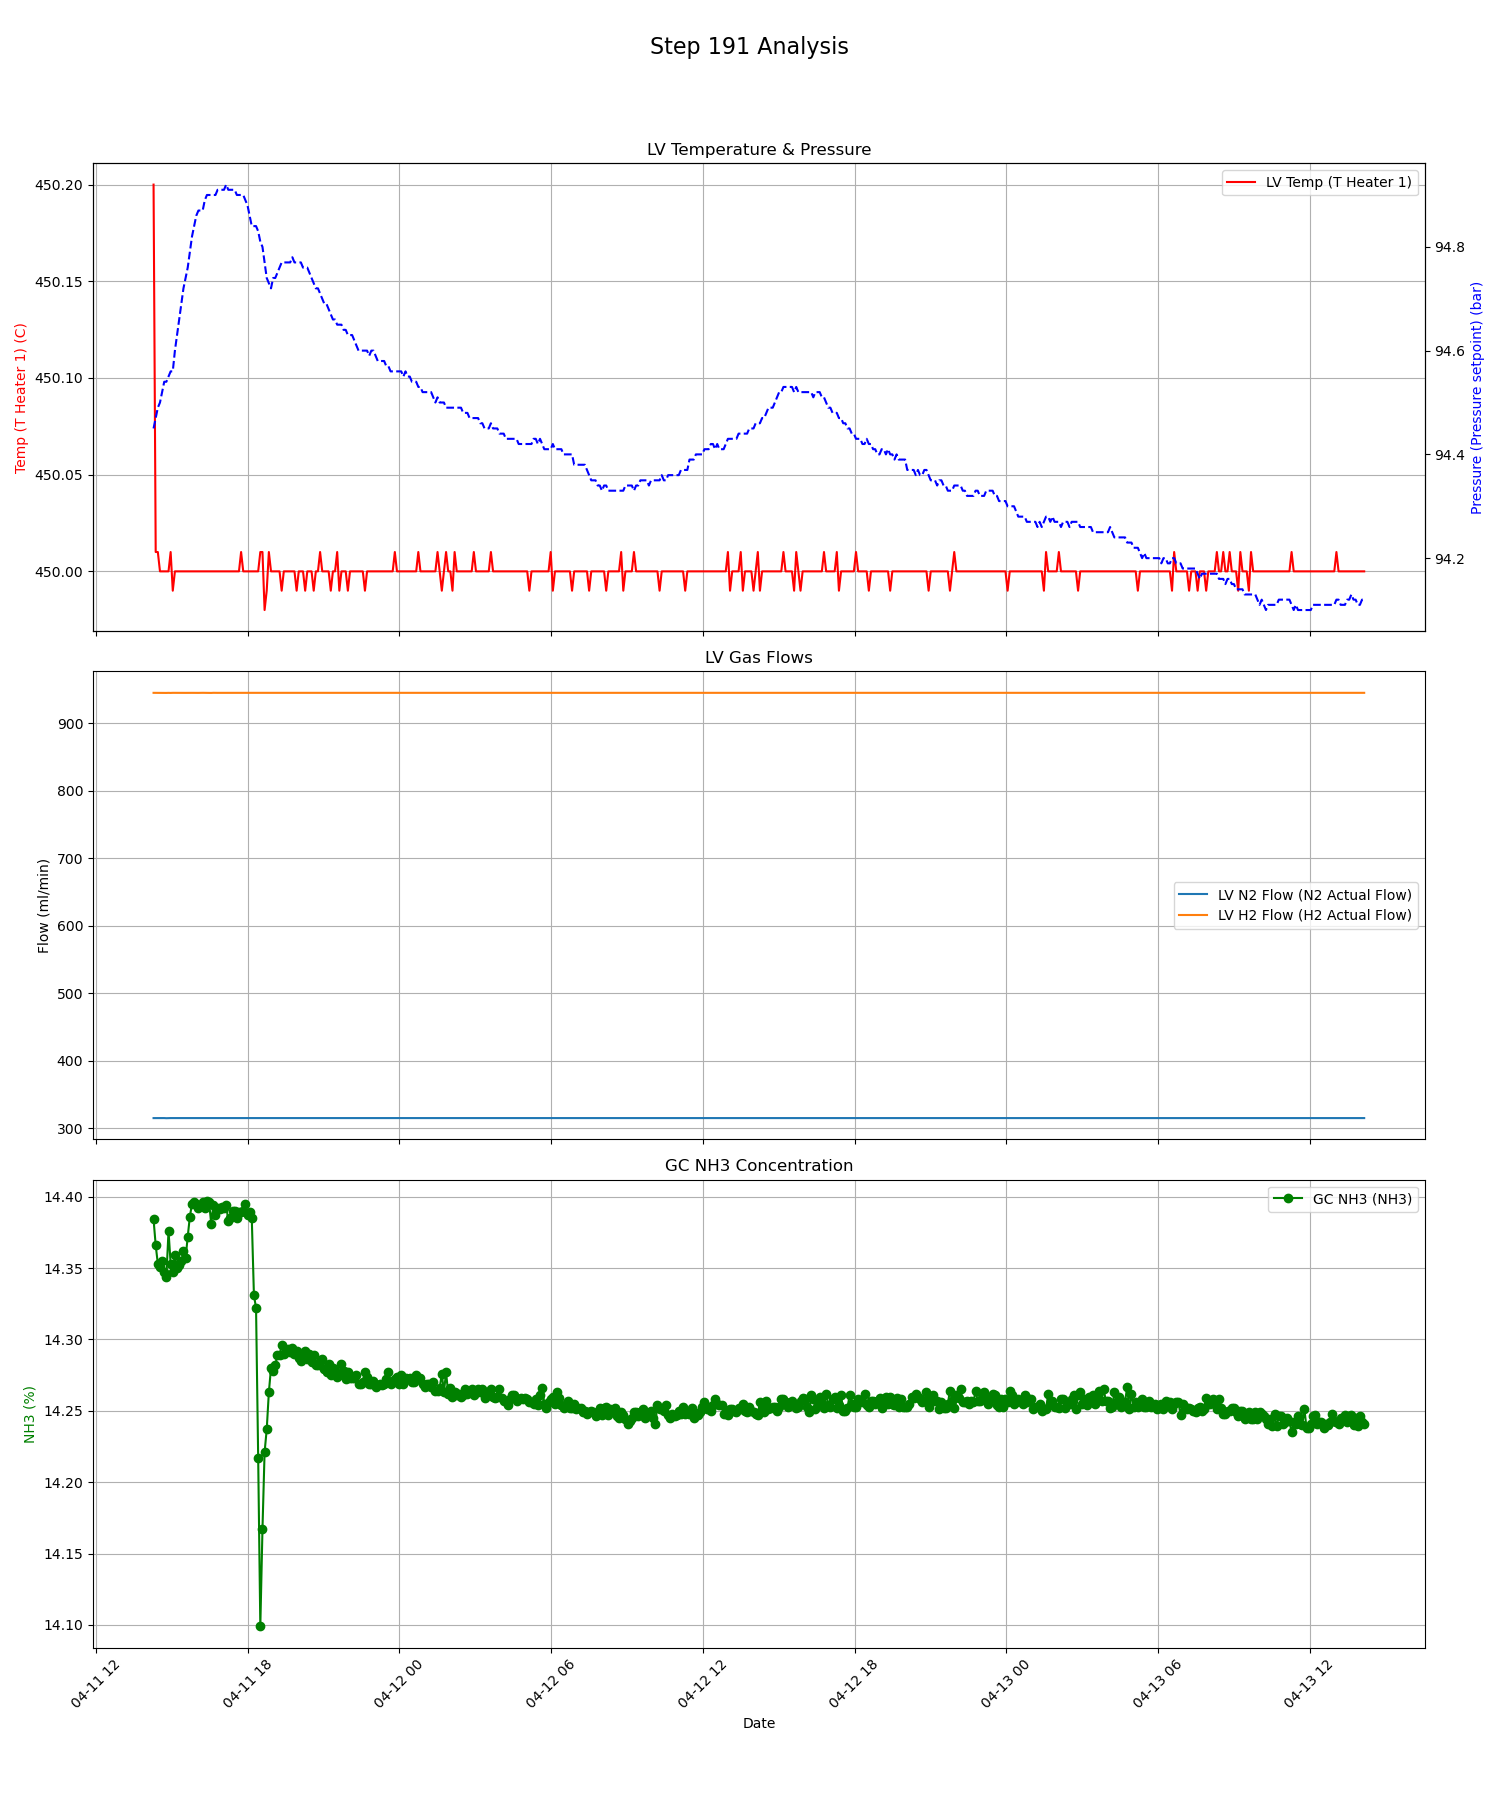 Step 191 Analysis
LV Temperature & Pressure
LV Temp (T Heater 1)
450.20
450.15
450.10
450.05
450.00
Temp (T Heater 1) (C)
94.8
94.6
94.4
94.2
Pressure (Pressure setpoint) (bar)
LV Gas Flows
900
800
700
600
500
400
300
Flow (ml/min)
LV N2 Flow (N2 Actual Flow)
LV H2 Flow (H2 Actual Flow)
GC NH3 Concentration
GC NH3 (NH3)
14.40
14.35
14.30
14.25
14.20
14.15
14.10
NH3 (%)
04-11 12
04-11 18
04-12 00
04-12 06
04-12 12
04-12 18
04-13 00
04-13 06
04-13 12
Date